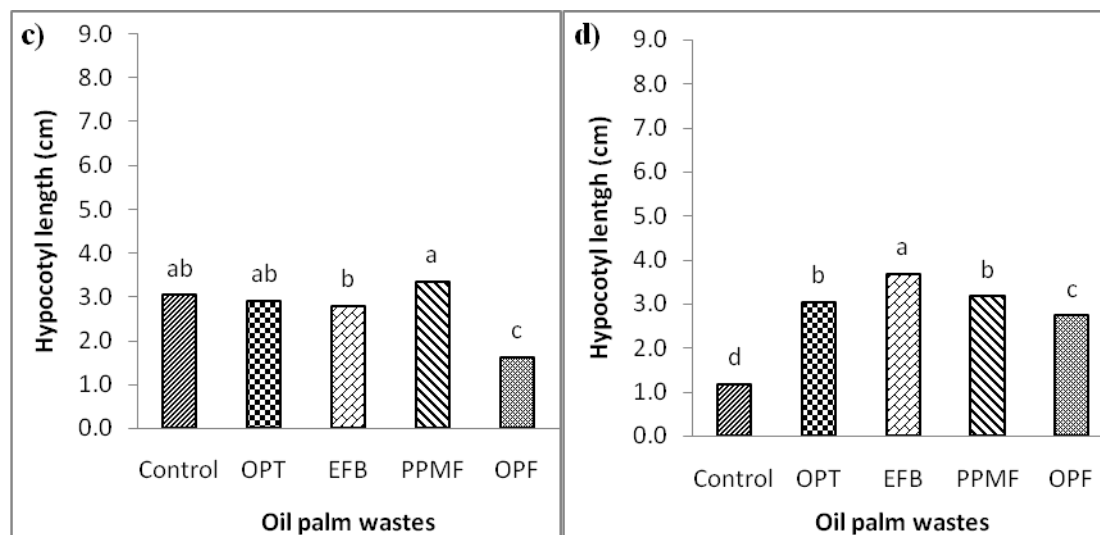 c)
Hypocotyl length (cm)
9.0
8.0
7.0
6.0
5.0
4.0
3.0
2.0
1.0
0.0
ab
ab
b
a
c
Control OPT EFB PPMF OPF
Oil palm wastes
d)
Hypocotyl lentgh (cm)
9.0
8.0
7.0
6.0
5.0
4.0
3.0
2.0
1.0
0.0
d
b
a
b
c
Control OPT EFB PPMF OPF
Oil palm wastes